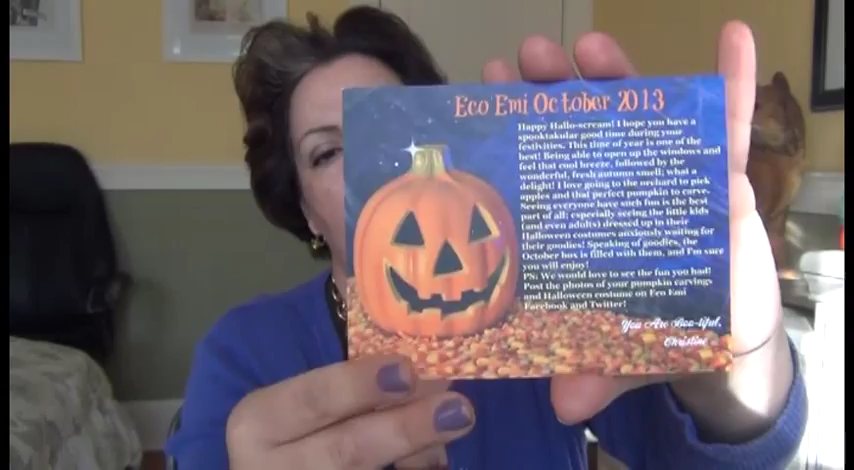 Eco Emi October 2013
Happy Hallo-scream! I hope you have a
spooktakular good time during your
festivities. This time of year is one of the
best! Being able to open up the windows and
feel that cool breeze, followed by the
wonderful, fresh autumn smell; what a
delight! I love going to the orchard to pick
apples and that perfect pumpkin to carve.
Seeing everyone have such fun is the best
part of all; especially seeing the little kids
(and even adults) dressed up in their
Halloween costumes anxiously waiting for
their goodies! Speaking of goodies, the
October box is filled with them, and I'm sure
you will enjoy!
PS: We would love to see the fun you had!
Post the photos of your pumpkin carvings
and Halloween costume on Eco Emi
Facebook and Twitter!
You Are Boo-tiful,
Christine